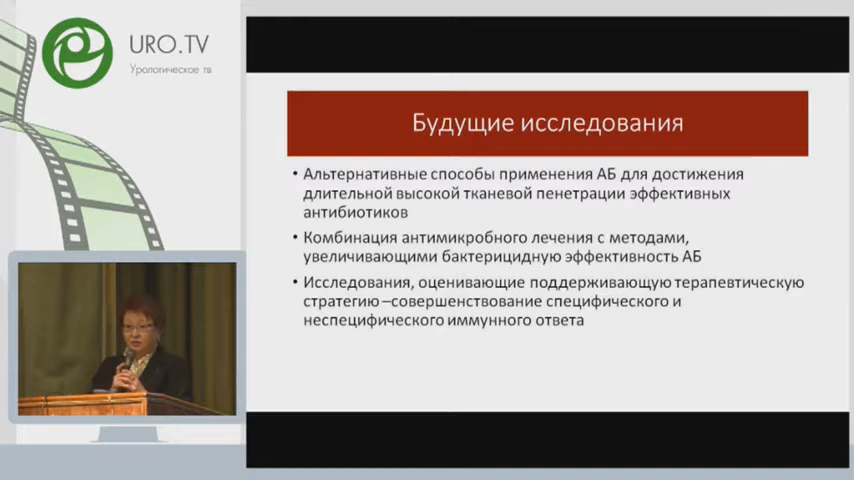 URO.TV
Урологическое тв
Будущие исследования
• Альтернативные способы применения АБ для достижения
длительной высокой тканевой пенетрации эффективных
антибиотиков
• Комбинация антимикробного лечения с методами,
увеличивающими бактерицидную эффективность АБ
• Исследования, оценивающие поддерживающую терапевтическую
стратегию –совершенствование специфического и
неспецифического иммунного ответа